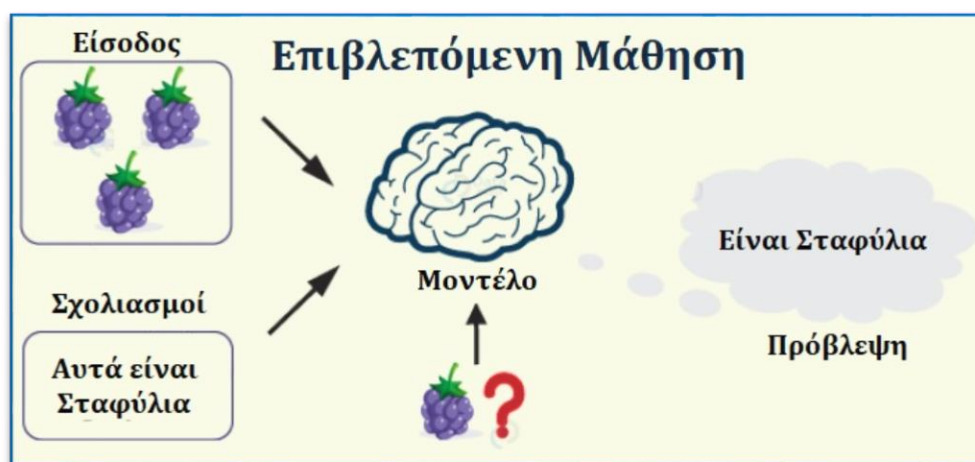 Είσοδος
Επιβλεπόμενη Μάθηση
Μοντέλο
Είναι Σταφύλια
Πρόβλεψη
Σχολιασμοί
Αυτά είναι
Σταφύλια
?